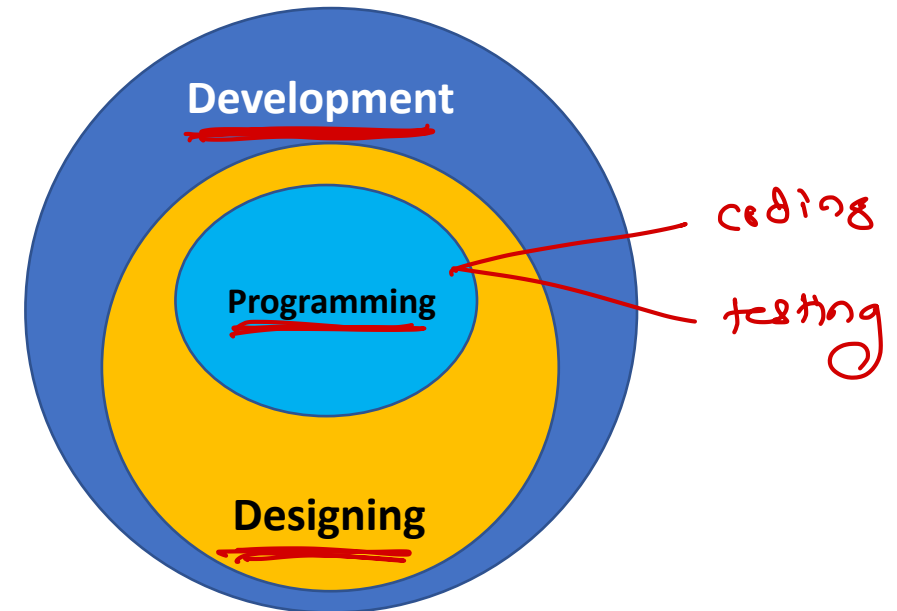 Development
coding
Programming
testing
Designing